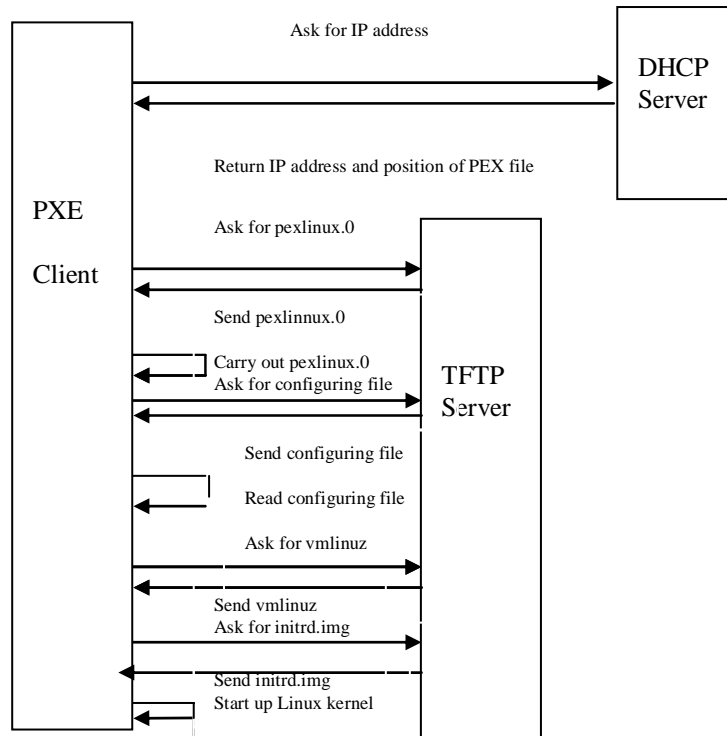 Ask for IP address
DHCP
Server
Return IP address and position of PEX file
PXE
Client
Ask for pexlinux.0
Send pexlinnux.0
Carry out pexlinux.0
Ask for configuring file
TFTP
Server
Send configuring file
Read configuring file
Ask for vmlinuz
Send vmlinuz
Ask for initrd.img
Send initrd.img
Start up Linux kernel